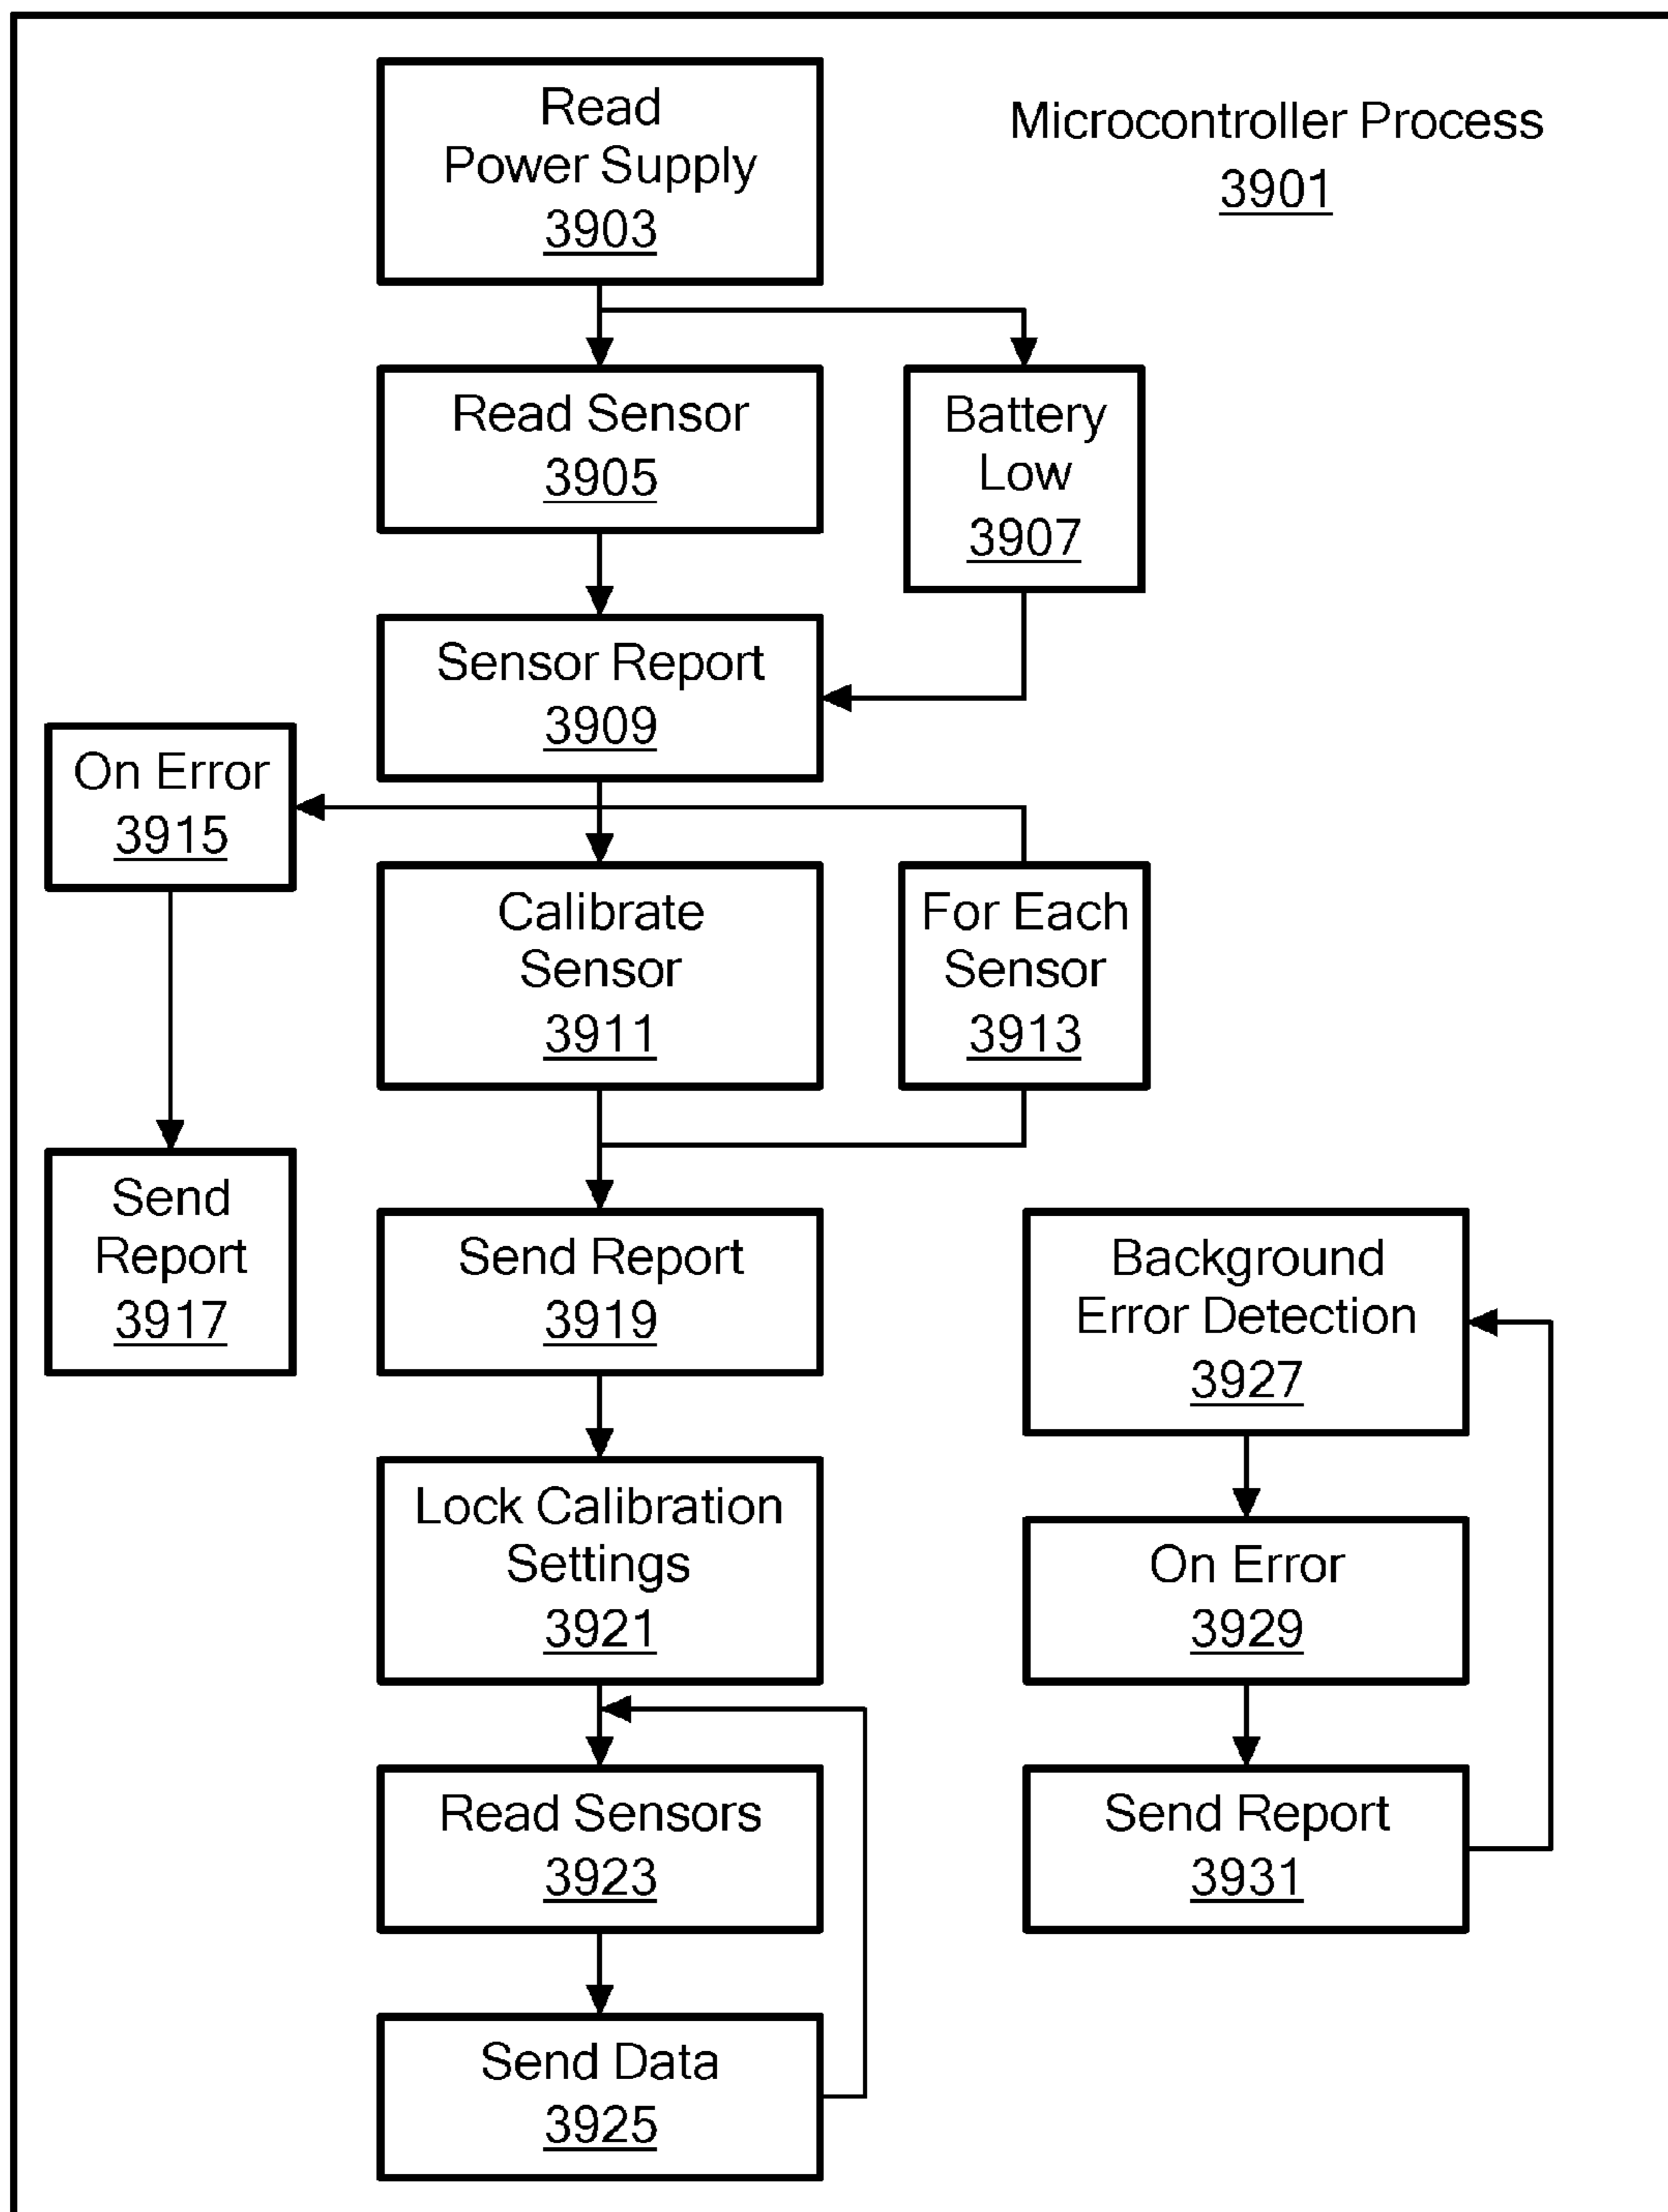 Read
Power Supply
3903
Microcontroller Process
3901
Read Sensor
3905
Battery
Low
3907
Sensor Report
3909
On Error
3915
Calibrate
Sensor
3911
For Each
Sensor
3913
Send
Report
3917
Send Report
3919
Background
Error Detection
3927
Lock Calibration
Settings
3921
On Error
3929
Read Sensors
3923
Send Report
3931
Send Data
3925